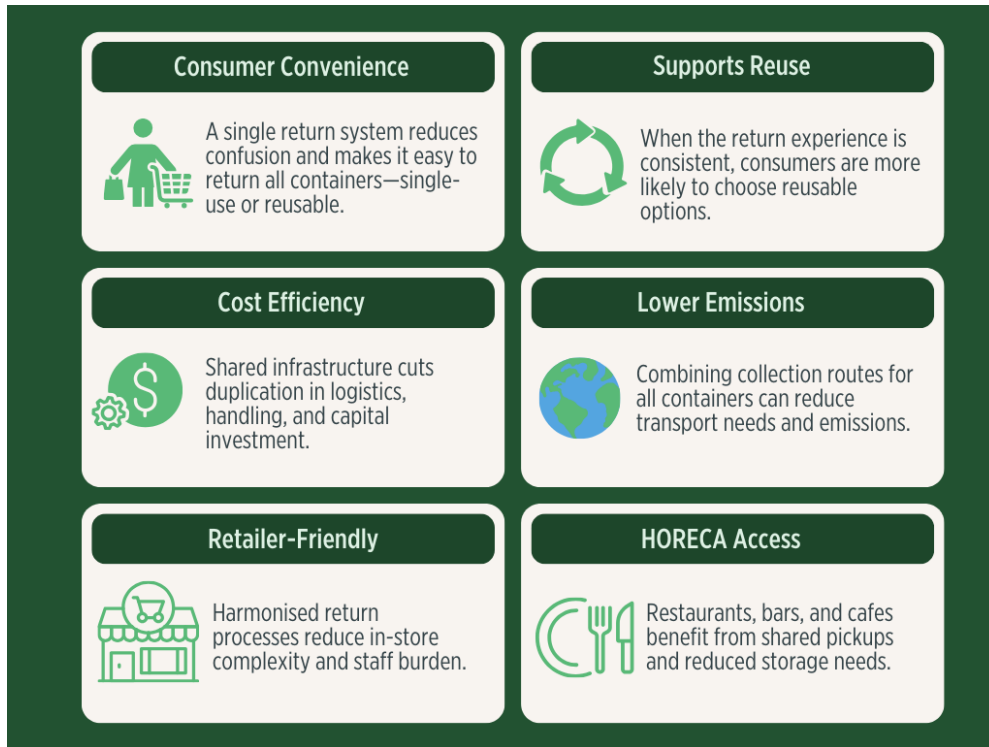 Consumer Convenience
A single return system reduces
confusion and makes it easy to
return all containers—single-
use or reusable.
Supports Reuse
When the return experience is
consistent, consumers are more
likely to choose reusable
options.
Cost Efficiency
Shared infrastructure cuts
duplication in logistics,
handling, and capital
investment.
Lower Emissions
Combining collection routes for
all containers can reduce
transport needs and emissions.
Retailer-Friendly
Harmonised return
processes reduce in-store
complexity and staff burden.
HORECA Access
Restaurants, bars, and cafes
benefit from shared pickups
and reduced storage needs.